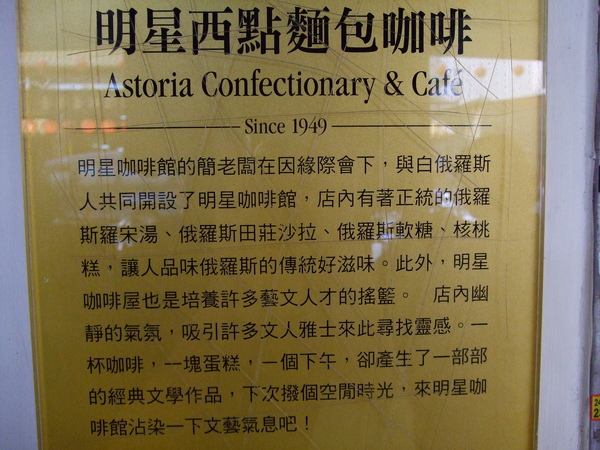 明星西點麵包咖啡
Astoria Confectionary & Café
Since 1949
明星咖啡館的簡老闆在因緣際會下，與白俄羅斯
人共同開設了明星咖啡館，店內有著正統的俄羅
斯羅宋湯、俄羅斯田莊沙拉、俄羅斯軟糖、核桃
糕，讓人品味俄羅斯的傳統好滋味。此外，明星
咖啡屋也是培養許多藝文人才的搖籃。 店內幽
靜的氣氛，吸引許多文人雅士來此尋找靈感。一
杯咖啡，一塊蛋糕，一個下午，卻產生了一部部
的經典文學作品，下次撥個空閒時光，來明星咖
啡館沾染一下文藝氣息吧！